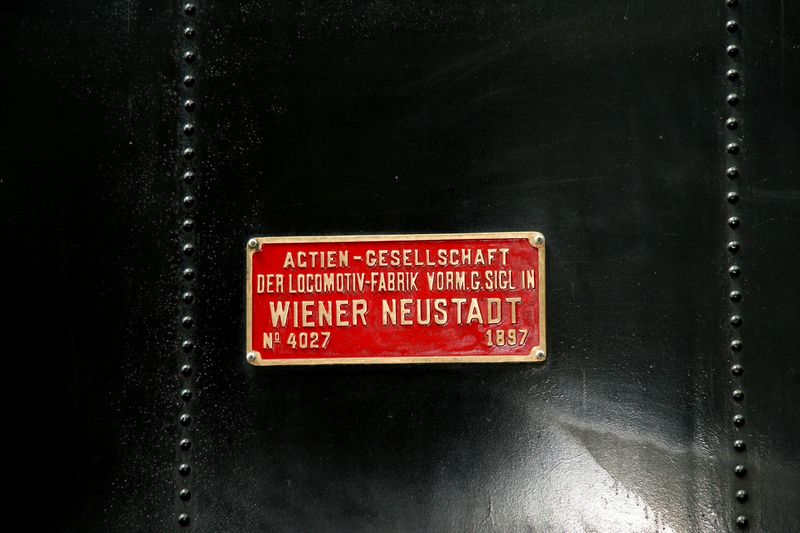 ACTIEN-GESELLSCHAFT
DER LOCOMOTIV-FABRIK VORM.G.SIGL IN
WIENER NEUSTADT
Nº 4027 1897